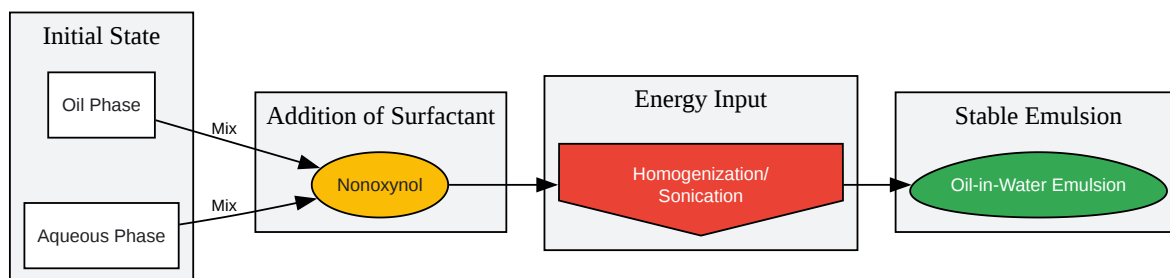 Initial State
Oil Phase
Aqueous Phase
Mix
Mix
Addition of Surfactant
Nonoxynol
Energy Input
Homogenization/
Sonication
Stable Emulsion
Oil-in-Water Emulsion